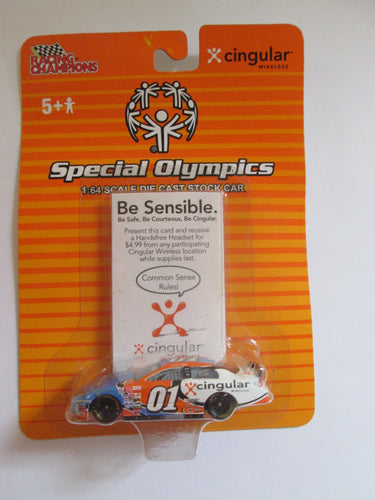 RACING CHAMPIONS
cingular
WIRELESS
5+
Special Olympics
1:64 SCALE DIE CAST STOCK CAR
Be Sensible.
Be Safe, Be Courteous, Be Cingular.
Present this card and receive
a Handsfree Headset for
$4.99 from any participating
Cingular Wireless location
while supplies last.
Common Sense
Rules!
cingular
01
cingular
WIRELESS